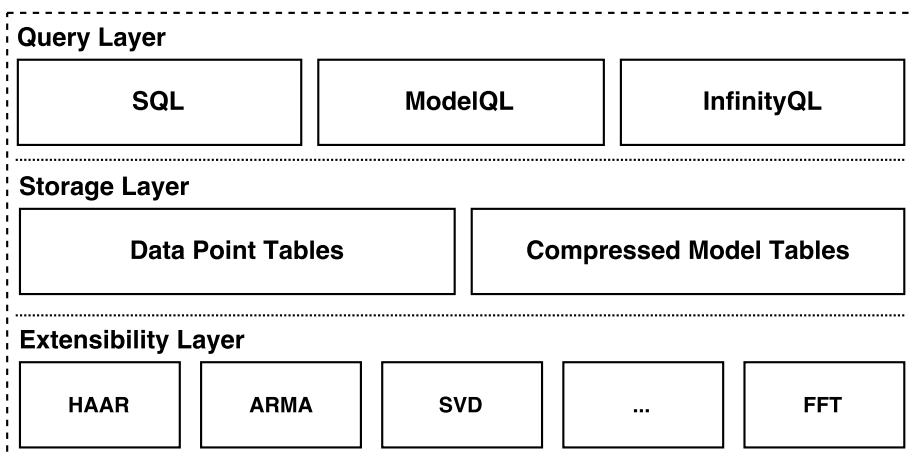 Query Layer
SQL
ModelQL
InfinityQL
Storage Layer
Data Point Tables
Compressed Model Tables
Extensibility Layer
HAAR
ARMA
SVD
...
FFT